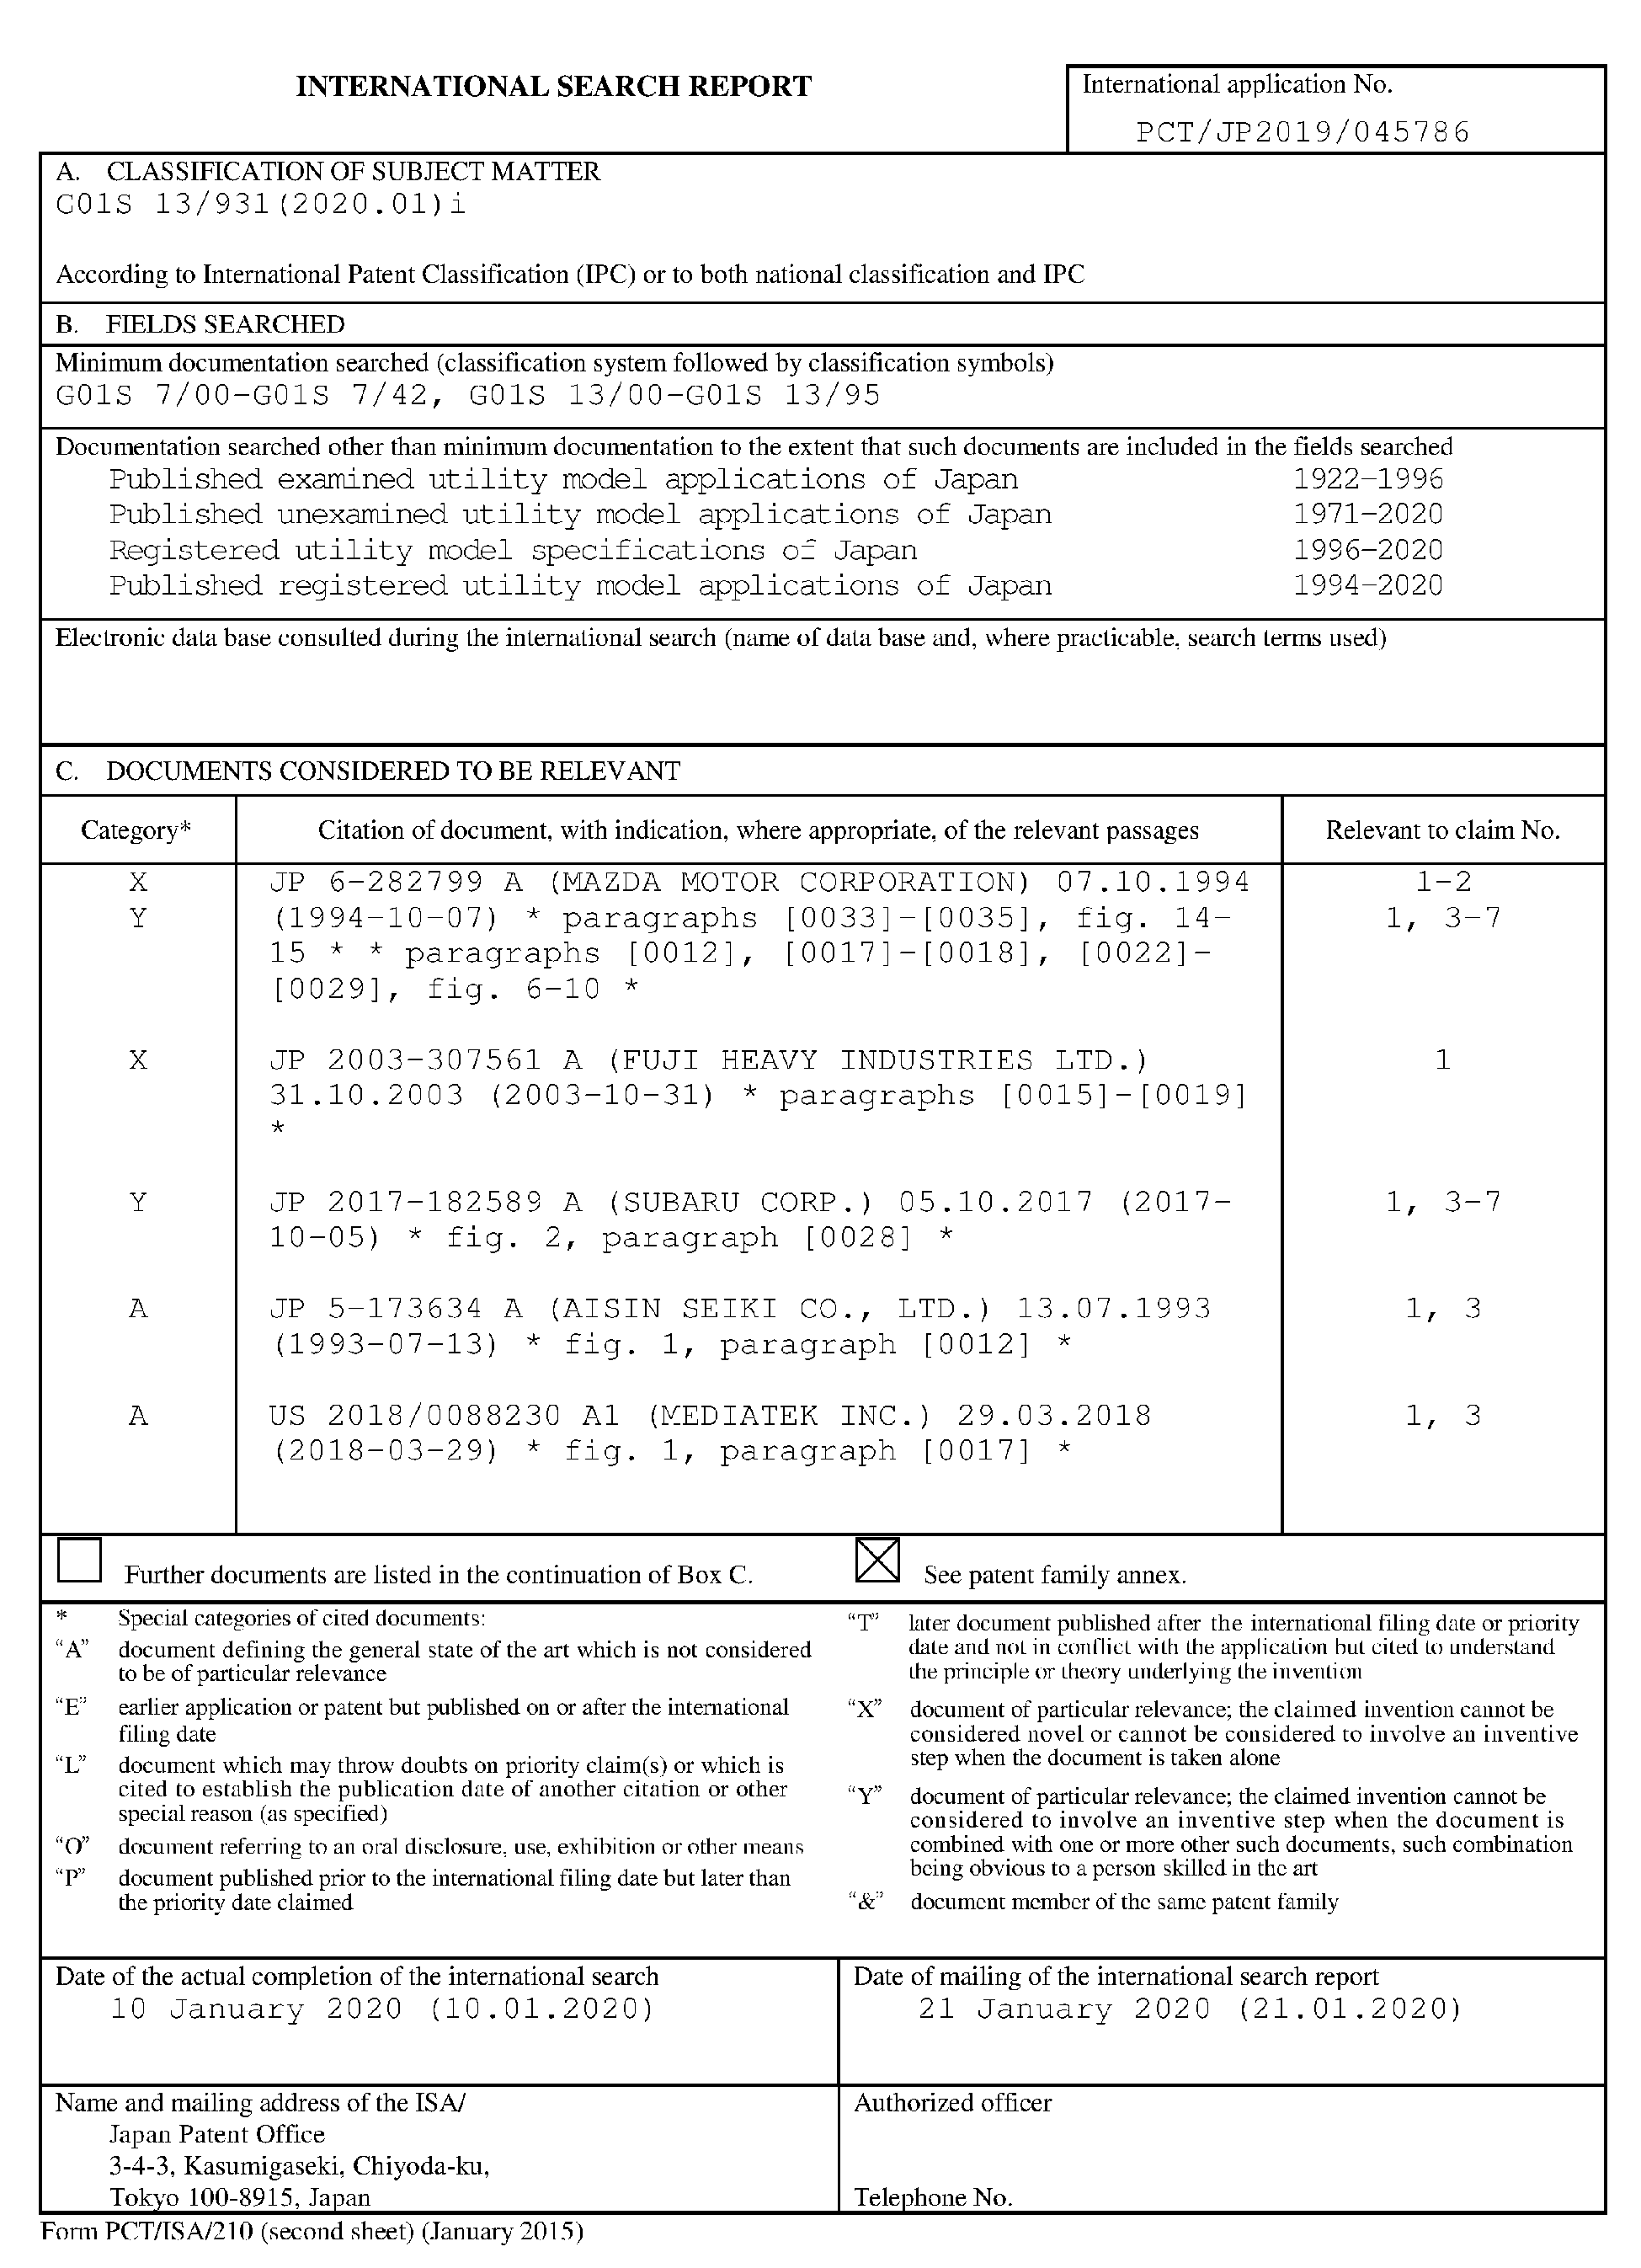 INTERNATIONAL SEARCH REPORT
International application No.
PCT/JP2019/045786
A. CLASSIFICATION OF SUBJECT MATTER
G01S 13/931(2020.01)i
According to International Patent Classification (IPC) or to both national classification and IPC
B. FIELDS SEARCHED
Minimum documentation searched (classification system followed by classification symbols)
G01S 7/00-G01S 7/42, G01S 13/00-G01S 13/95
Documentation searched other than minimum documentation to the extent that such documents are included in the fields searched
Published examined utility model applications of Japan 1922-1996
Published unexamined utility model applications of Japan 1971-2020
Registered utility model specifications of Japan 1996-2020
Published registered utility model applications of Japan 1994-2020
Electronic data base consulted during the international search (name of data base and, where practicable, search terms used)
C. DOCUMENTS CONSIDERED TO BE RELEVANT
Category* Citation of document, with indication, where appropriate, of the relevant passages Relevant to claim No.
X JP 6-282799 A (MAZDA MOTOR CORPORATION) 07.10.1994 1-2
Y (1994-10-07) * paragraphs [0033]-[0035], fig. 14- 1, 3-7
15 * * paragraphs [0012], [0017]-[0018], [0022]-
[0029], fig. 6-10 *
X JP 2003-307561 A (FUJI HEAVY INDUSTRIES LTD.) 1
31.10.2003 (2003-10-31) * paragraphs [0015]-[0019]
*
Y JP 2017-182589 A (SUBARU CORP.) 05.10.2017 (2017- 1, 3-7
10-05) * fig. 2, paragraph [0028] *
A JP 5-173634 A (AISIN SEIKI CO., LTD.) 13.07.1993 1, 3
(1993-07-13) * fig. 1, paragraph [0012] *
A US 2018/0088230 A1 (MEDIATEK INC.) 29.03.2018 1, 3
(2018-03-29) * fig. 1, paragraph [0017] *
Further documents are listed in the continuation of Box C.
See patent family annex.
* Special categories of cited documents:
"A" document defining the general state of the art which is not considered
to be of particular relevance
"E" earlier application or patent but published on or after the international
filing date
"L" document which may throw doubts on priority claim(s) or which is
cited to establish the publication date of another citation or other
special reason (as specified)
"O" document referring to an oral disclosure, use, exhibition or other means
"P" document published prior to the international filing date but later than
the priority date claimed
"T" later document published after the international filing date or priority
date and not in conflict with the application but cited to understand
the principle or theory underlying the invention
"X" document of particular relevance; the claimed invention cannot be
considered novel or cannot be considered to involve an inventive
step when the document is taken alone
"Y" document of particular relevance; the claimed invention cannot be
considered to involve an inventive step when the document is
combined with one or more other such documents, such combination
being obvious to a person skilled in the art
"&" document member of the same patent family
Date of the actual completion of the international search
10 January 2020 (10.01.2020)
Date of mailing of the international search report
21 January 2020 (21.01.2020)
Name and mailing address of the ISA/
Japan Patent Office
3-4-3, Kasumigaseki, Chiyoda-ku,
Tokyo 100-8915, Japan
Authorized officer
Telephone No.
Form PCT/ISA/210 (second sheet) (January 2015)